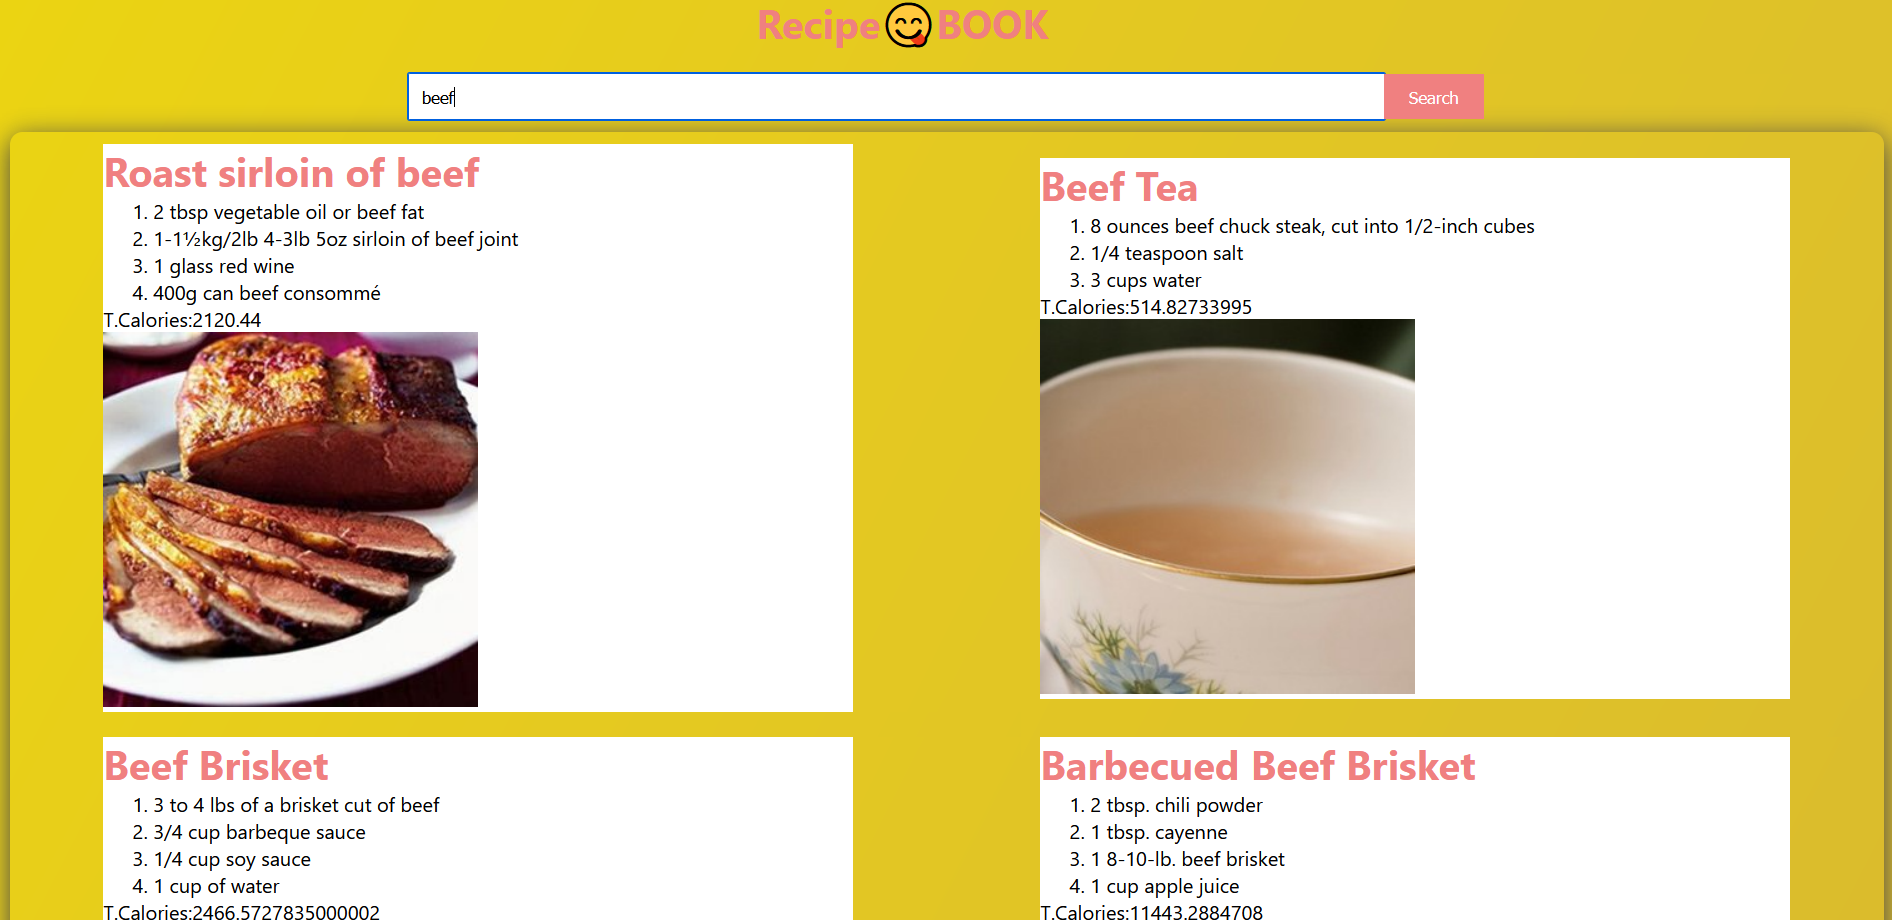 Recipe BOOK
beef
Search
Roast sirloin of beef
1. 2 tbsp vegetable oil or beef fat
2. 1-1½kg/2lb 4-3lb 5oz sirloin of beef joint
3. 1 glass red wine
4. 400g can beef consommé
T.Calories:2120.44
Beef Tea
1. 8 ounces beef chuck steak, cut into 1/2-inch cubes
2. 1/4 teaspoon salt
3. 3 cups water
T.Calories:514.82733995
Beef Brisket
1. 3 to 4 lbs of a brisket cut of beef
2. 3/4 cup barbeque sauce
3. 1/4 cup soy sauce
4. 1 cup of water
T.Calories:2466.5727835000002
Barbecued Beef Brisket
1. 2 tbsp. chili powder
2. 1 tbsp. cayenne
3. 1 8-10-lb. beef brisket
4. 1 cup apple juice
T.Calories:11443.2884708